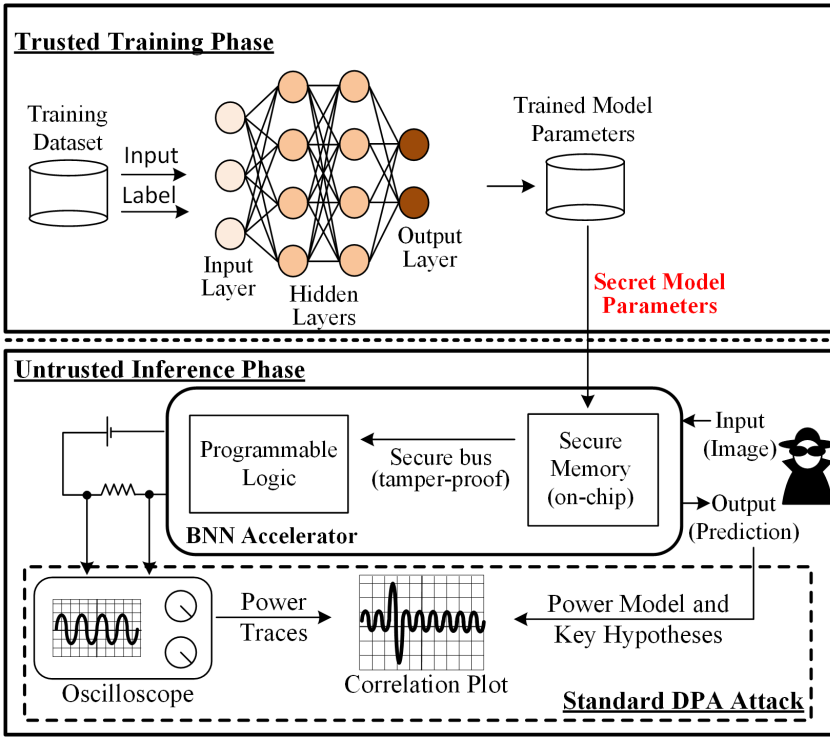 Trusted Training Phase
Training
Dataset
Input
Label
Input
Layer
Hidden
Layers
Output
Layer
Trained Model
Parameters
Secret Model
Parameters
Untrusted Inference Phase
Programmable
Logic
Secure bus
(tamper-proof)
Secure
Memory
(on-chip)
BNN Accelerator
Input
(Image)
Output
(Prediction)
Oscilloscope
Power
Traces
Correlation Plot
Power Model and
Key Hypotheses
Standard DPA Attack